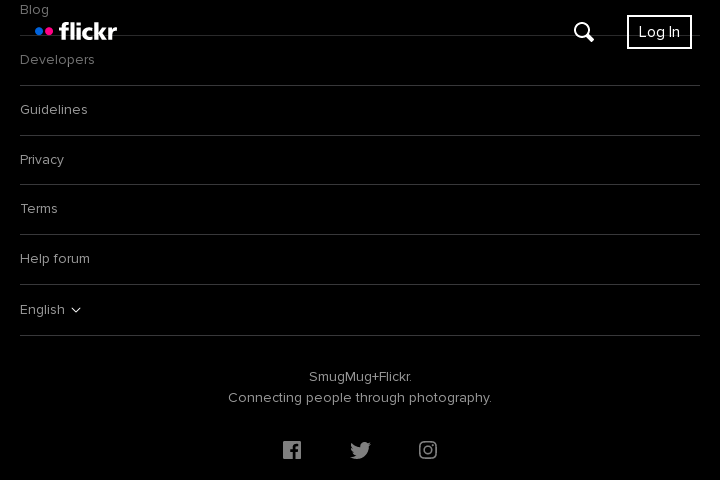 Blog
flickr
Log In
Developers
Guidelines
Privacy
Terms
Help forum
English
SmugMug+Flickr.
Connecting people through photography.